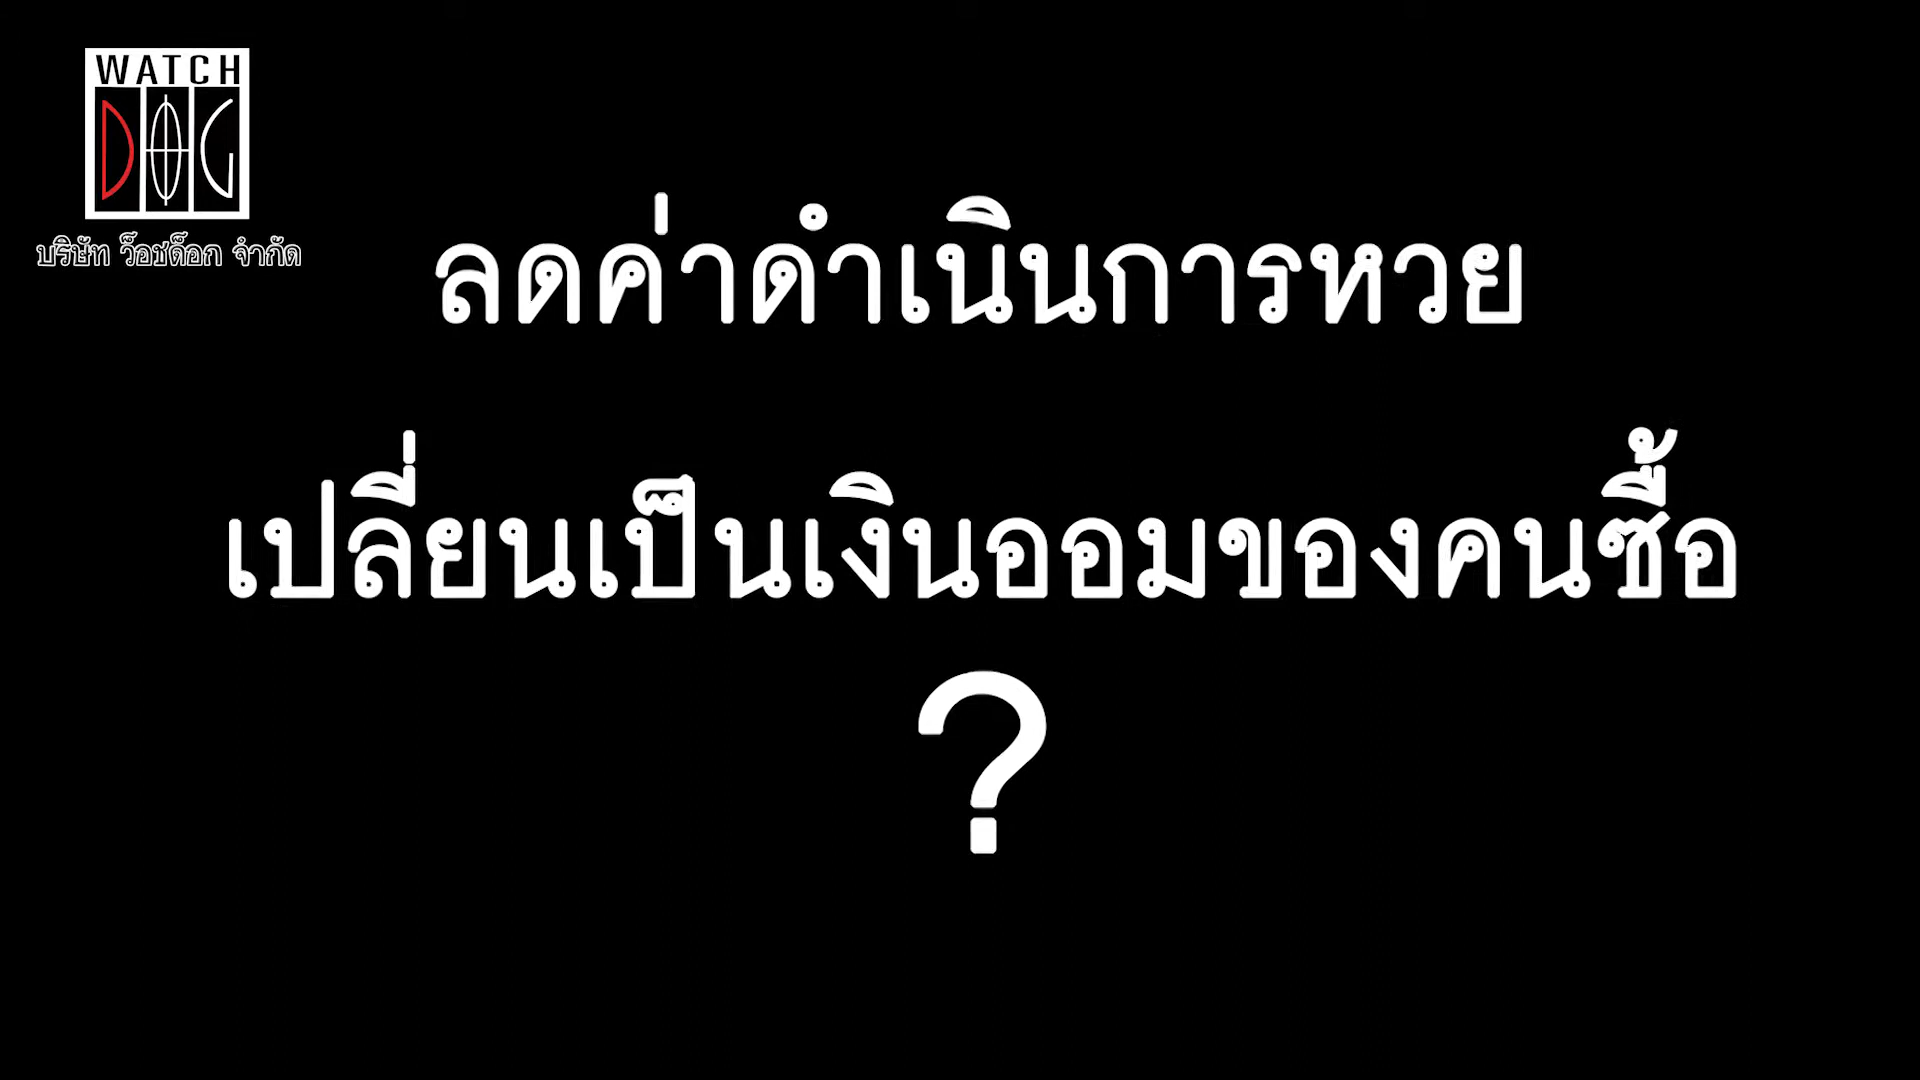 WATCH
DOG
บริษัท ว็อชด็อก จำกัด
ลดค่าดำเนินการหวย
เปลี่ยนเป็นเงินออมของคนซื้อ
?